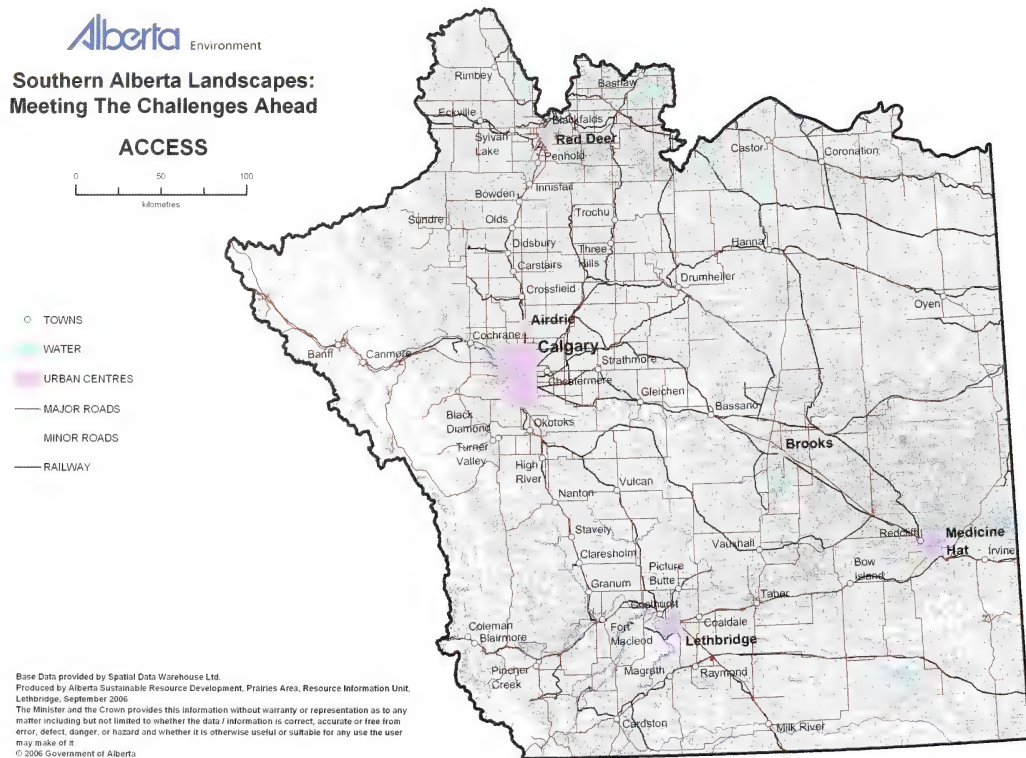 Alberta Environment
Southern Alberta Landscapes:
Meeting The Challenges Ahead
ACCESS
0 50 100
kilometres
TOWNS
WATER
URBAN CENTRES
MAJOR ROADS
MINOR ROADS
RAILWAY
Rimbey
Bashaw
Eckville
Blackfalds
Sylvan
Lake
Red Deer
Penhold
Castor
Coronation
Innisfail
Bowden
Sundre
Olds
Trochu
Didsbury
Three
Hills
Hanna
Carstairs
Drumheller
Crossfield
Oyen
Airdrie
Cochrane
Calgary
Banff
Canmore
Strathmore
Chestermere
Gleichen
Bassano
Black
Diamond
Okotoks
Turner
Valley
Brooks
High
River
Vulcan
Nanton
Stavely
Vauxhall
Redcliff
Medicine
Hat
Irvine
Claresholm
Picture
Butte
Bow
Island
Granum
Taber
Coalhurst
Coaldale
Coleman
Blairmore
Fort
Macleod
Lethbridge
Pincher
Creek
Magrath
Raymond
Cardston
Milk River
Base Data provided by Spatial Data Warehouse Ltd.
Produced by Alberta Sustainable Resource Development, Prairies Area, Resource Information Unit,
Lethbridge, September 2006
The Minister and the Crown provides this information without warranty or representation as to any
matter including but not limited to whether the data / information is correct, accurate or free from
error, defect, danger, or hazard and whether it is otherwise useful or suitable for any use the user
may make of it
© 2006 Government of Alberta